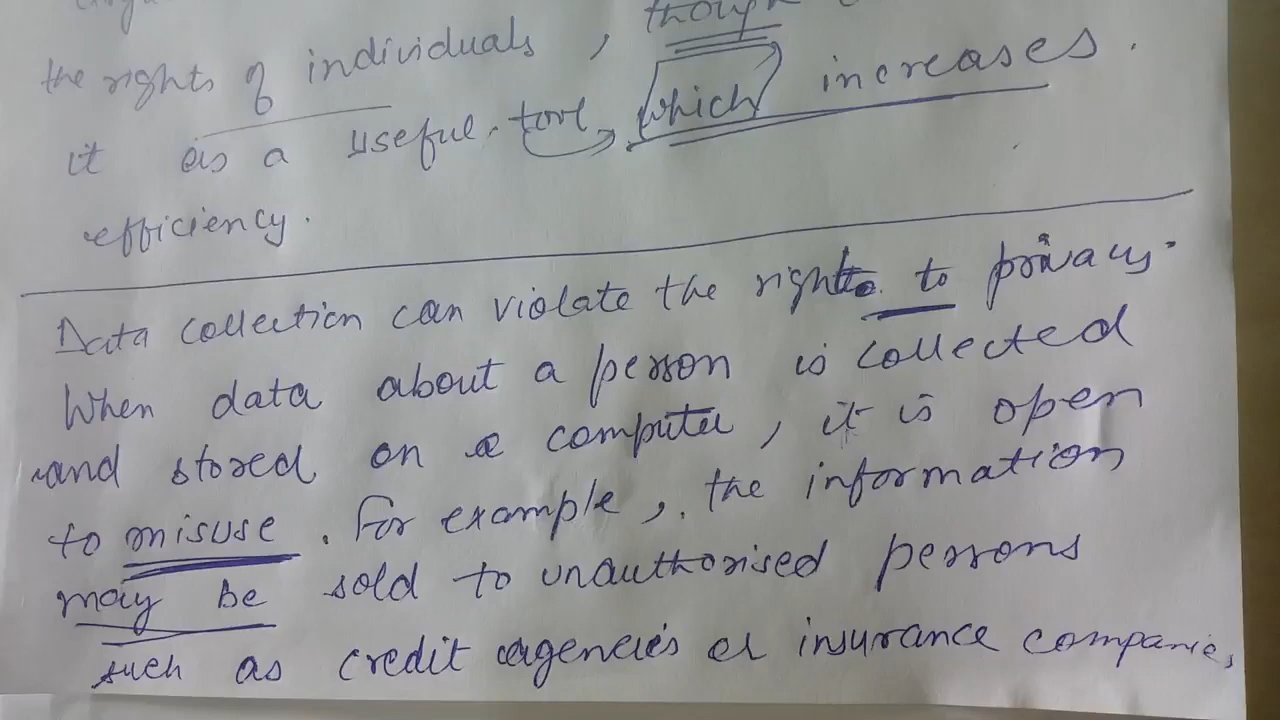 the rights of individuals, though
it is a useful tool, which increases.
efficiency.
Data collection can violate the right to privacy.
When data about a person is collected
and stored on a computer, it is open
to misuse. For example, the information
may be sold to unauthorised persons
such as credit agencies or insurance companies